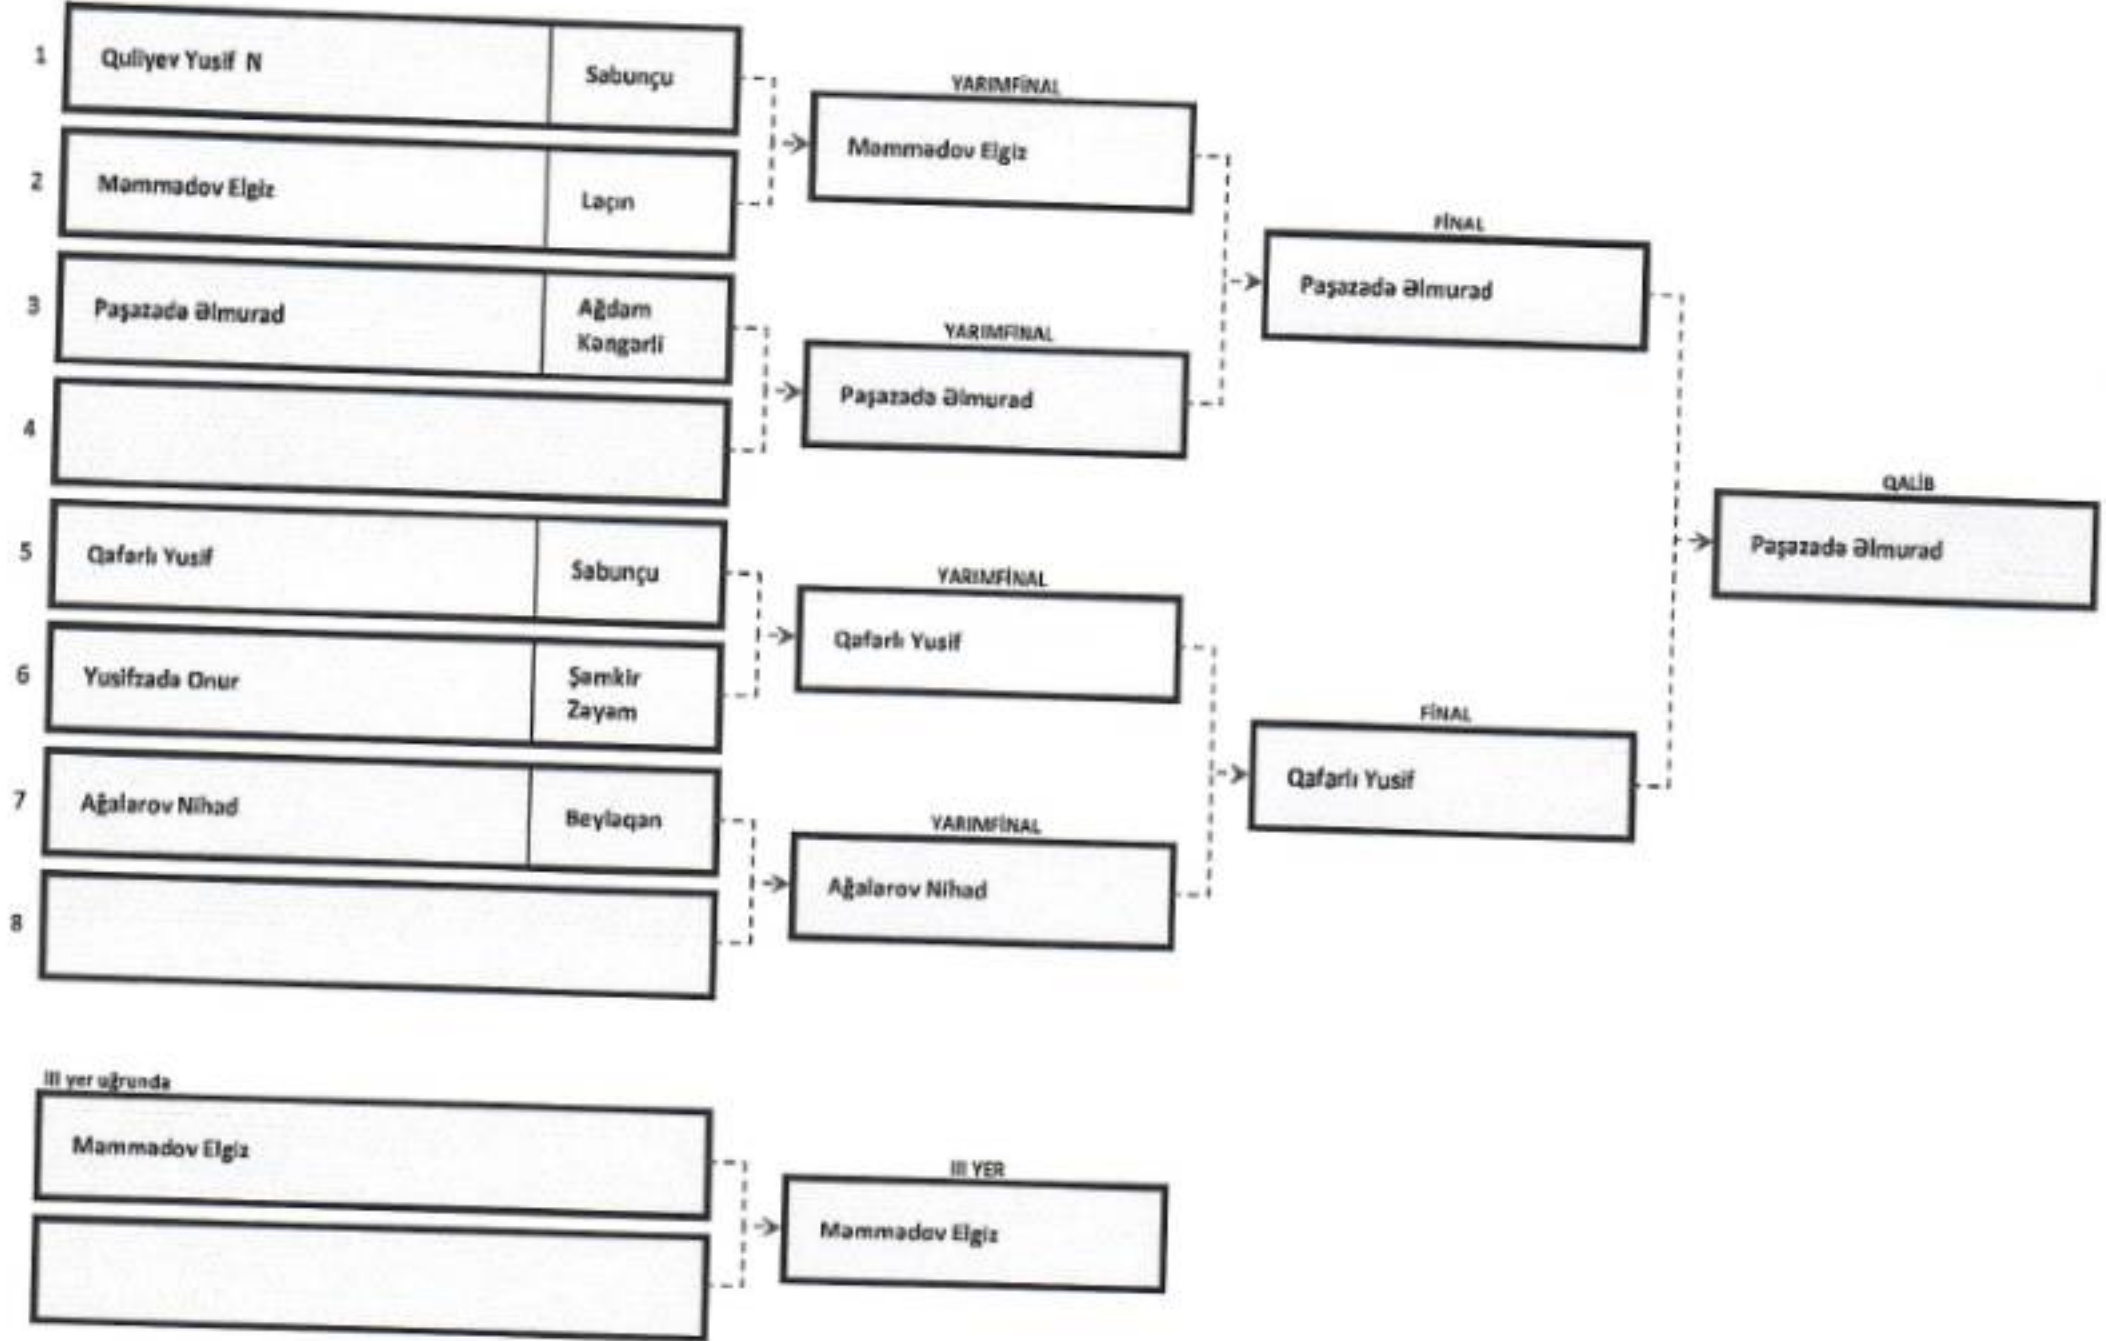 1
Quliyev Yusif N
Sabunçu
2
Məmmədov Elgiz
Laçın
3
Paşazadə Əlmurad
Ağdam
Kəngərli
4
5
Qafarlı Yusif
Sabunçu
6
Yusifzadə Onur
Şəmkir
Zəyəm
7
Ağalarov Nihad
Beyləqan
8
YARIMFİNAL
Məmmədov Elgiz
YARIMFİNAL
Paşazadə Əlmurad
YARIMFİNAL
Qafarlı Yusif
YARIMFİNAL
Ağalarov Nihad
FİNAL
Paşazadə Əlmurad
FİNAL
Qafarlı Yusif
QALİB
Paşazadə Əlmurad
III yer uğrunda
Məmmədov Elgiz
III YER
Məmmədov Elgiz